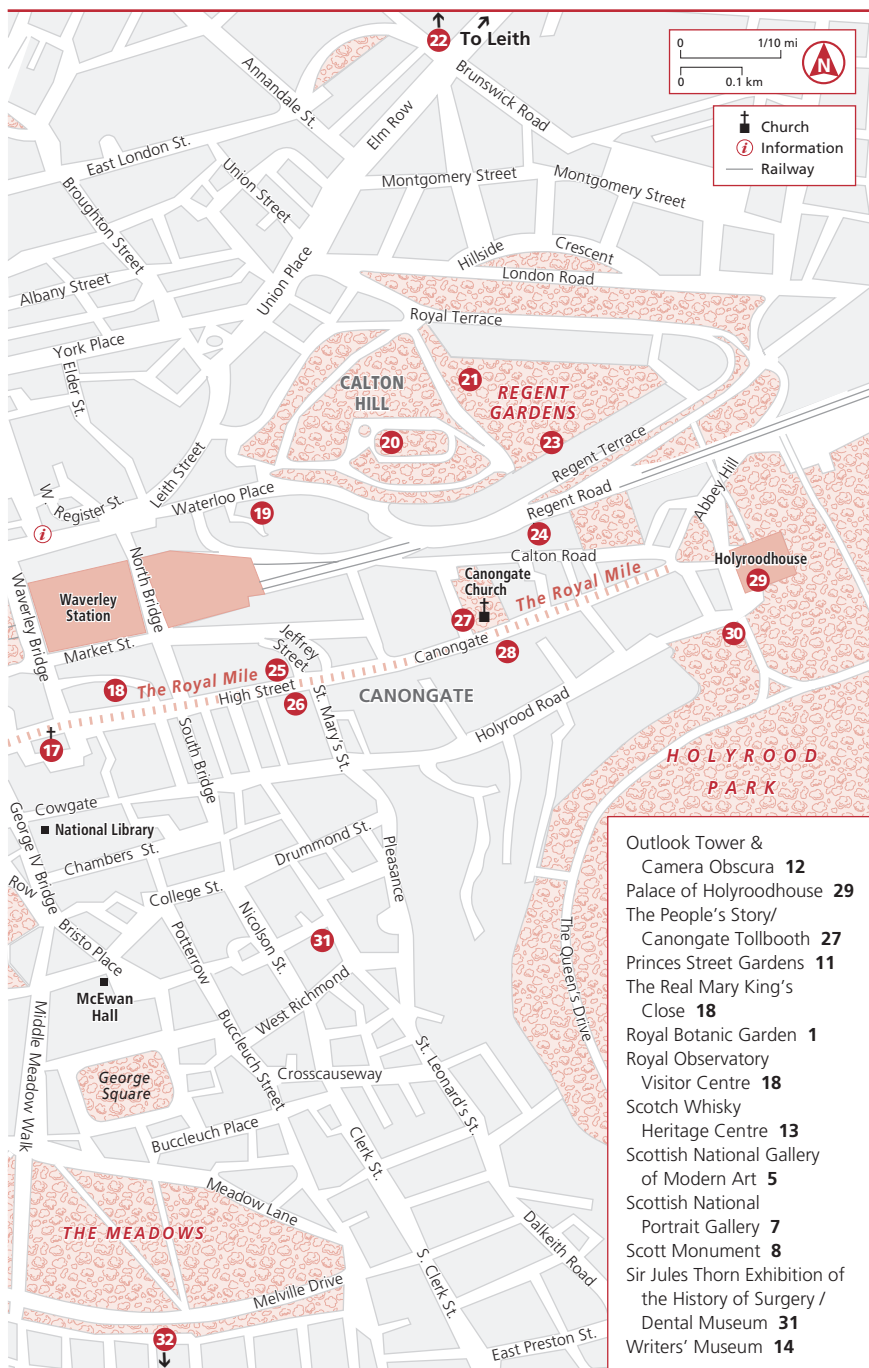 22 To Leith
0 1/10 mi
0 0.1 km
N
Church
i Information
Railway
Annandale St.
Brunswick Road
Elm Row
East London St.
Union Street
Montgomery Street
Montgomery Street
Broughton Street
Hillside Crescent
London Road
Union Place
Albany Street
Royal Terrace
York Place
Elder St.
CALTON
HILL
21
REGENT
GARDENS
20
23
Regent Terrace
Leith Street
W. Register St.
Waterloo Place
19
Regent Road
Abbey Hill
i
24
Calton Road
North Bridge
Waverley Bridge
Waverley
Station
Canongate
Church
The Royal Mile
Holyroodhouse
29
27
30
Market St.
Jeffrey
Street
Canongate
28
18
The Royal Mile
25
High Street
26
CANONGATE
St. Mary's St.
Holyrood Road
17
South Bridge
HOLYROOD
PARK
Cowgate
National Library
George IV Bridge
Chambers St.
Drummond St.
Pleasance
Row
College St.
Nicolson St.
31
Bristo Place
Potterrow
The Queen's Drive
McEwan
Hall
West Richmond
Middle Meadow Walk
Buccleuch Street
St. Leonard's St.
George
Square
Crosscauseway
Buccleuch Place
Clerk St.
Meadow Lane
THE MEADOWS
Dalkeith Road
S. Clerk St.
Melville Drive
32
East Preston St.
Outlook Tower &
Camera Obscura 12
Palace of Holyroodhouse 29
The People's Story/
Canongate Tollbooth 27
Princes Street Gardens 11
The Real Mary King's
Close 18
Royal Botanic Garden 1
Royal Observatory
Visitor Centre 18
Scotch Whisky
Heritage Centre 13
Scottish National Gallery
of Modern Art 5
Scottish National
Portrait Gallery 7
Scott Monument 8
Sir Jules Thorn Exhibition of
the History of Surgery /
Dental Museum 31
Writers' Museum 14